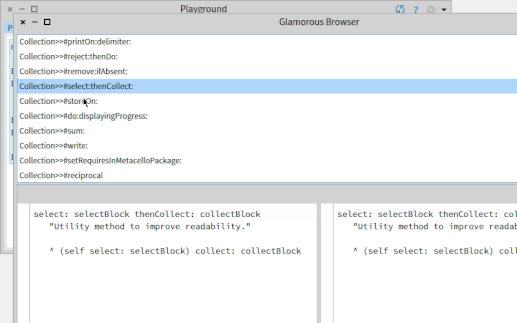 Playground
?
Glamorous Browser
P
Collection>>#printOn:delimiter:
Collection>>#reject:thenDo:
Collection>>#remove:ifAbsent:
Collection>>#select:thenCollect:
Collection>>#storeOn:
Collection>>#do:displayingProgress:
Collection>>#sum:
Collection>>#write:
Collection>>#setRequiresInMetacelloPackage:
Collection>>#reciprocal
select: selectBlock thenCollect: collectBlock
"Utility method to improve readability."
^ (self select: selectBlock) collect: collectBlock
select: selectBlock thenCollect: col
"Utility method to improve readab
^ (self select: selectBlock) coll